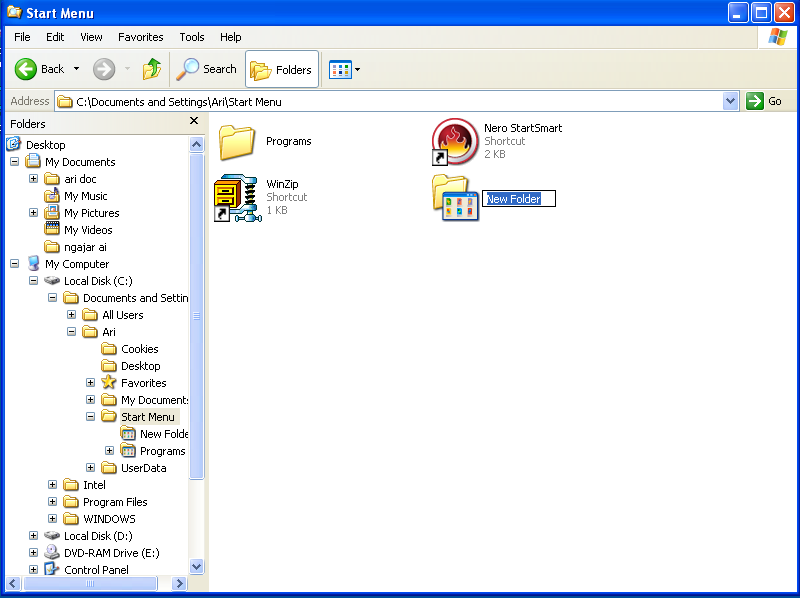 Start Menu
File Edit View Favorites Tools Help
Back Search Folders
Address C:\Documents and Settings\Ari\Start Menu Go
Folders
Desktop
My Documents
ari doc
My Music
My Pictures
My Videos
ngajar ai
My Computer
Local Disk (C:)
Documents and Settin
All Users
Ari
Cookies
Desktop
Favorites
My Documents
Start Menu
New Folde
Programs
UserData
Intel
Program Files
WINDOWS
Local Disk (D:)
DVD-RAM Drive (E:)
Control Panel
Programs
Nero StartSmart
Shortcut
2 KB
WinZip
Shortcut
1 KB
New Folder